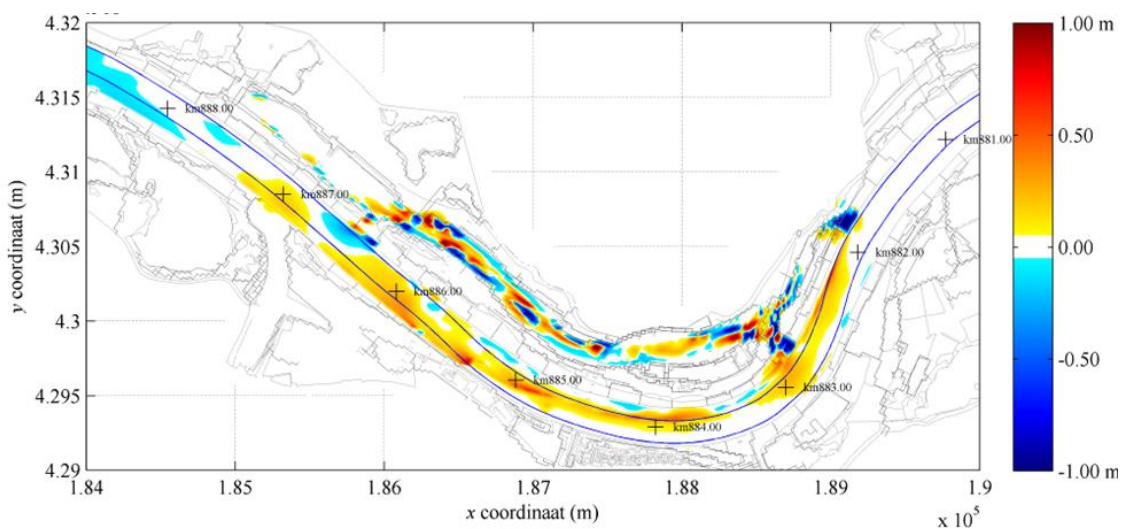 4.32
4.315
4.31
4.305
4.3
4.295
4.29
y coordinaat (m)
km888.00
km887.00
km886.00
km885.00
km884.00
km883.00
km882.00
km881.00
1.84 1.85 1.86 1.87 1.88 1.89 1.9
x coordinaat (m)
x 10⁵
1.00 m
0.50
0.00
-0.50
-1.00 m